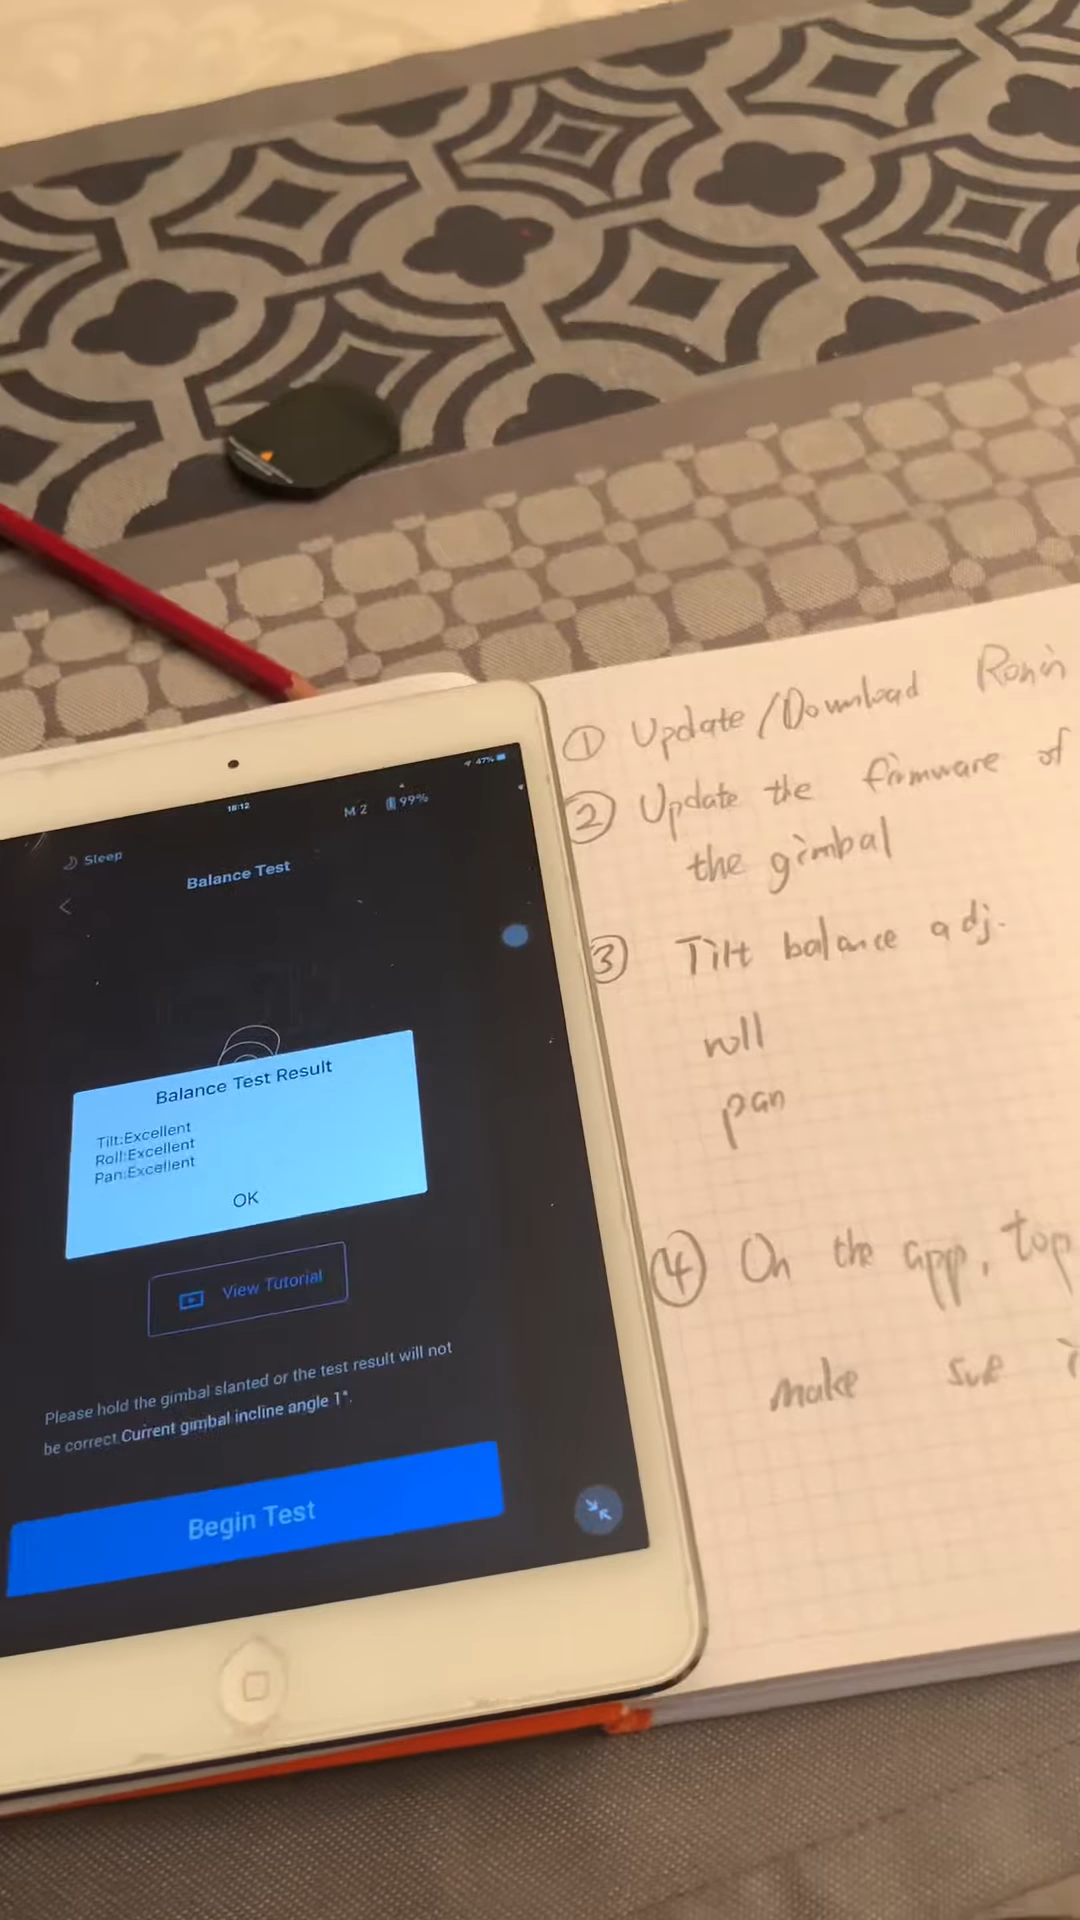 18:12
47%
M 2 99%
Sleep
Balance Test
Balance Test Result
Tilt:Excellent
Roll:Excellent
Pan:Excellent
OK
View Tutorial
Please hold the gimbal slanted or the test result will not
be correct.Current gimbal incline angle 1°.
Begin Test
① Update/Download Ronin
② Update the firmware of
the gimbal
③ Tilt balance adj.
roll
pan
④ On the app, top
make sure